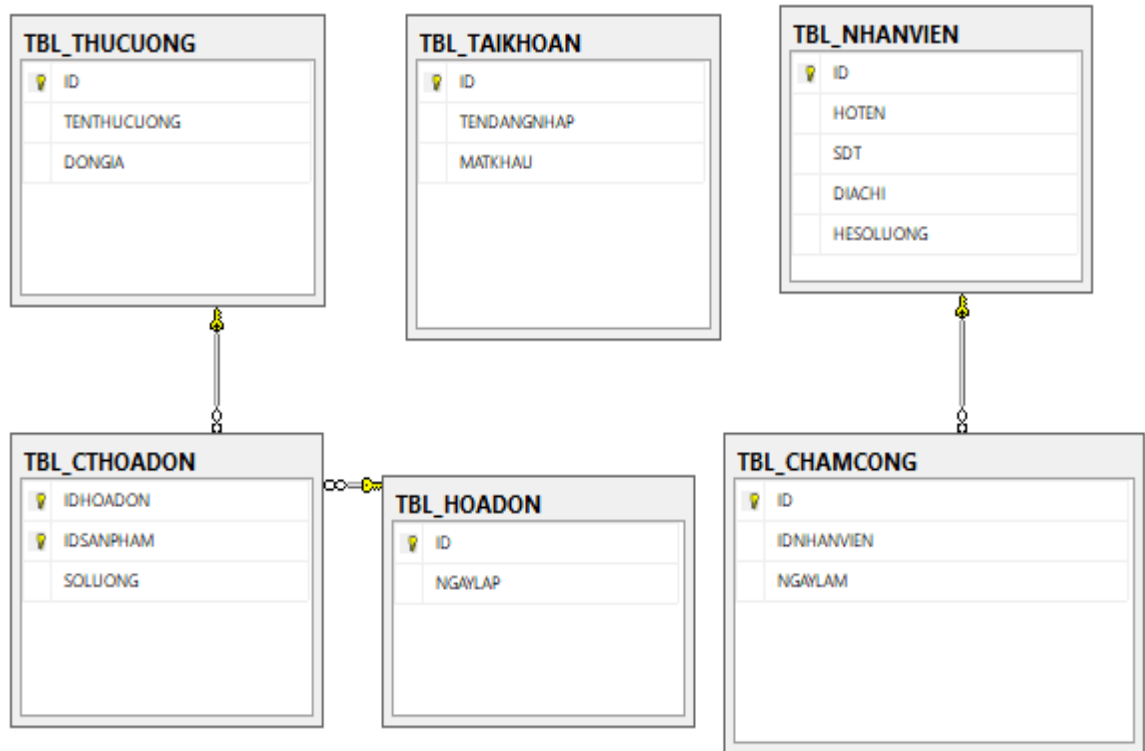 TBL_THUCUONG
ID
TENTHUCUONG
DONGIA
TBL_TAIKHOAN
ID
TENDANGNHAP
MATKHAU
TBL_NHANVIEN
ID
HOTEN
SDT
DIACHI
HESOLUONG
TBL_CTHOADON
IDHOADON
IDSANPHAM
SOLUONG
TBL_HOADON
ID
NGAYLAP
TBL_CHAMCONG
ID
IDNHANVIEN
NGAYLAM